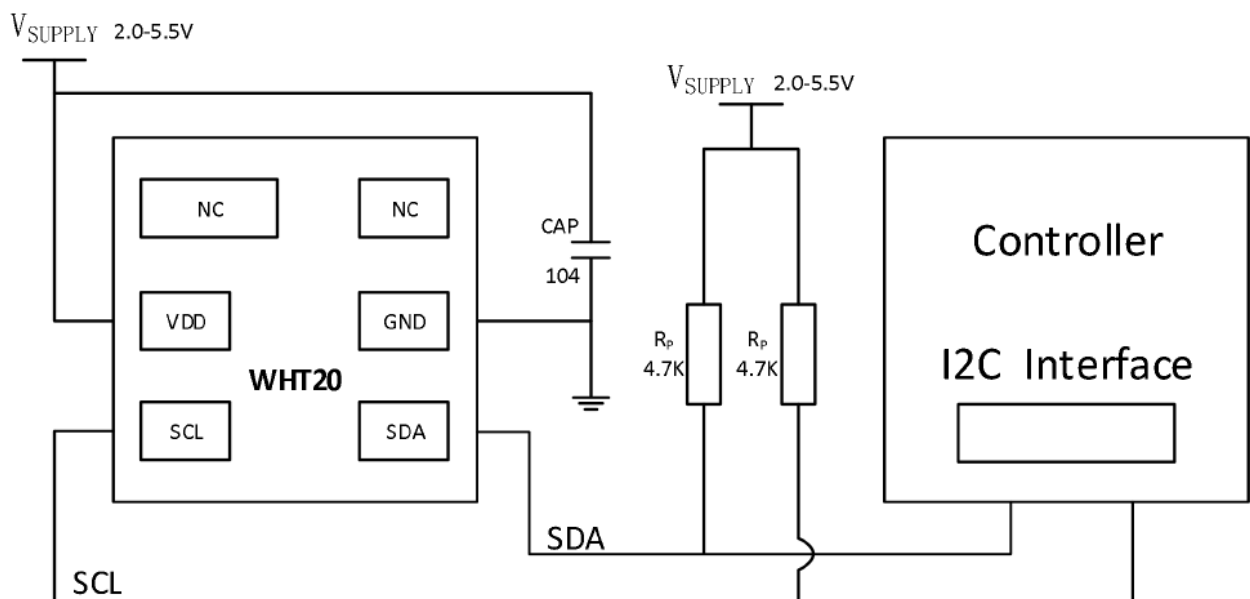 VSUPPLY 2.0-5.5V
VSUPPLY 2.0-5.5V
NC
NC
CAP
104
Controller
VDD
GND
RP
4.7K
RP
4.7K
WHT20
I2C Interface
SCL
SDA
SDA
SCL